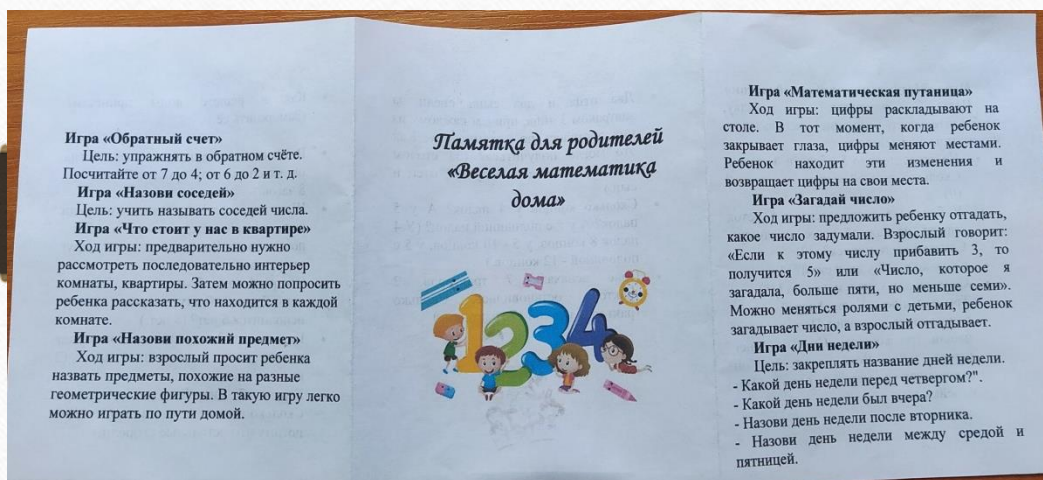 Игра «Обратный счет»
Цель: упражнять в обратном счёте.
Посчитайте от 7 до 4; от 6 до 2 и т. д.
Игра «Назови соседей»
Цель: учить называть соседей числа.
Игра «Что стоит у нас в квартире»
Ход игры: предварительно нужно
рассмотреть последовательно интерьер
комнаты, квартиры. Затем можно попросить
ребенка рассказать, что находится в каждой
комнате.
Игра «Назови похожий предмет»
Ход игры: взрослый просит ребенка
назвать предметы, похожие на разные
геометрические фигуры. В такую игру легко
можно играть по пути домой.
Памятка для родителей
«Веселая математика
дома»
1234
Игра «Математическая путаница»
Ход игры: цифры раскладывают на
столе. В тот момент, когда ребенок
закрывает глаза, цифры меняют местами.
Ребенок находит эти изменения и
возвращает цифры на свои места.
Игра «Загадай число»
Ход игры: предложить ребенку отгадать,
какое число задумали. Взрослый говорит:
«Если к этому числу прибавить 3, то
получится 5» или «Число, которое я
загадала, больше пяти, но меньше семи».
Можно меняться ролями с детьми, ребенок
загадывает число, а взрослый отгадывает.
Игра «Дни недели»
Цель: закреплять название дней недели.
- Какой день недели перед четвергом?".
- Какой день недели был вчера?
- Назови день недели после вторника.
- Назови день недели между средой и
пятницей.